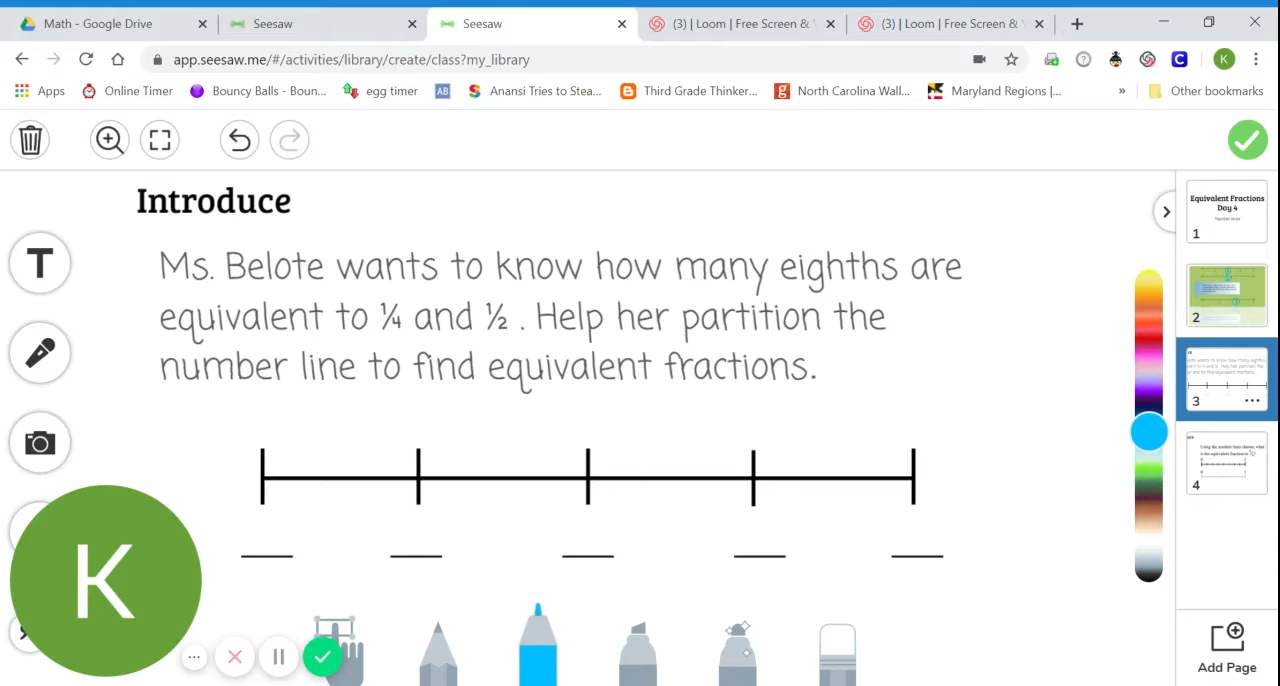 Math - Google Drive
Seesaw
Seesaw
(3) | Loom | Free Screen &
(3) | Loom | Free Screen &
app.seesaw.me/#/activities/library/create/class?my_library
K
Apps
Online Timer
Bouncy Balls - Boun...
egg timer
AB
Anansi Tries to Stea...
Third Grade Thinker...
North Carolina Wall...
Maryland Regions |...
»
Other bookmarks
Introduce
Ms. Belote wants to know how many eighths are
equivalent to ¼ and ½ . Help her partition the
number line to find equivalent fractions.
T
K
Equivalent Fractions
Day 4
1
2
3
4
Add Page